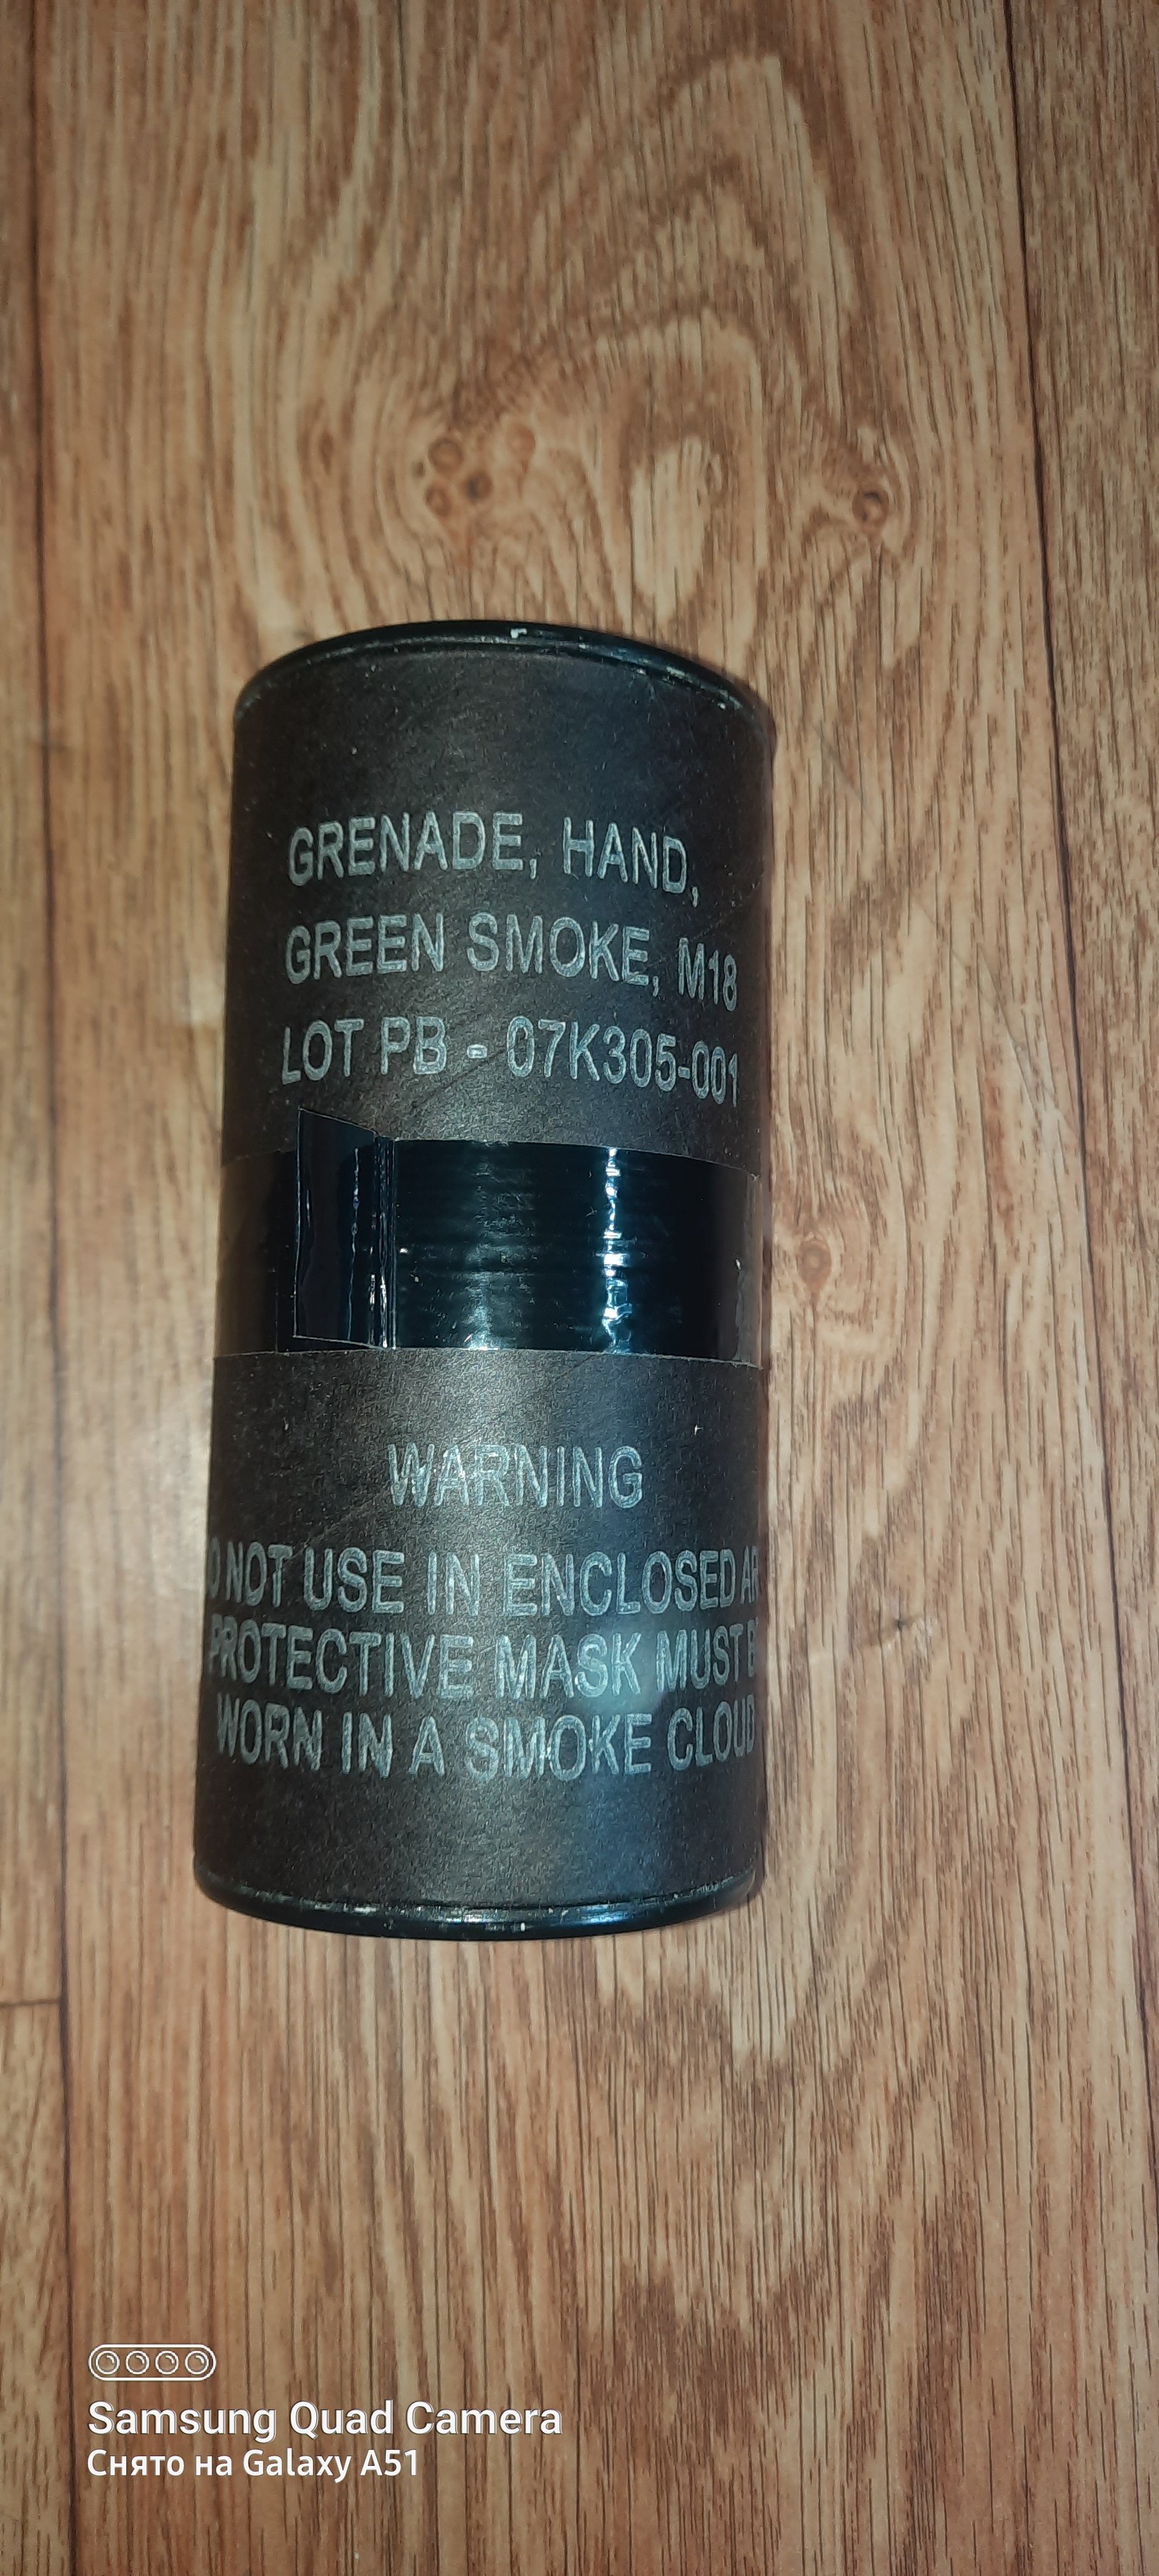 GRENADE, HAND,
GREEN SMOKE, M18
LOT PB - 07K305-001
WARNING
NOT USE IN ENCLOSED
PROTECTIVE MASK MUST
WORN IN A SMOKE CLOUD
Samsung Quad Camera
Снято на Galaxy A51